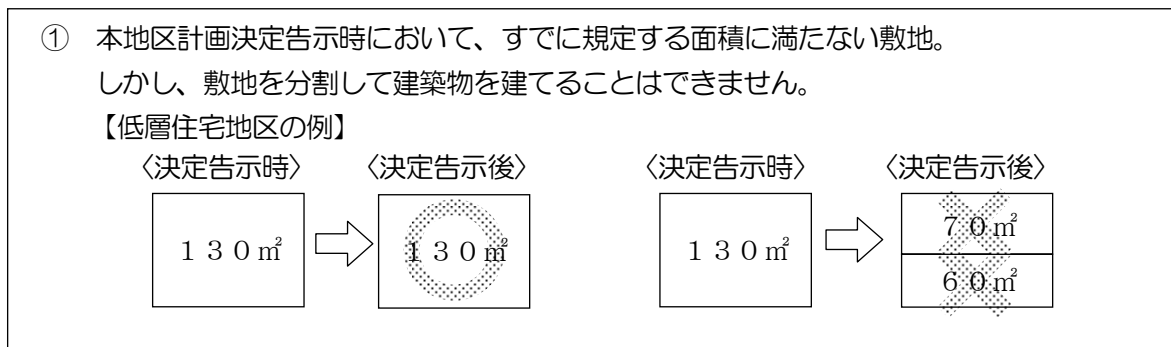 ① 本地区計画決定告示時において、すでに規定する面積に満たない敷地。
しかし、敷地を分割して建築物を建てることはできません。
【低層住宅地区の例】
〈決定告示時〉 〈決定告示後〉 〈決定告示時〉 〈決定告示後〉
１３０㎡ １３０㎡ １３０㎡ ７０㎡
６０㎡